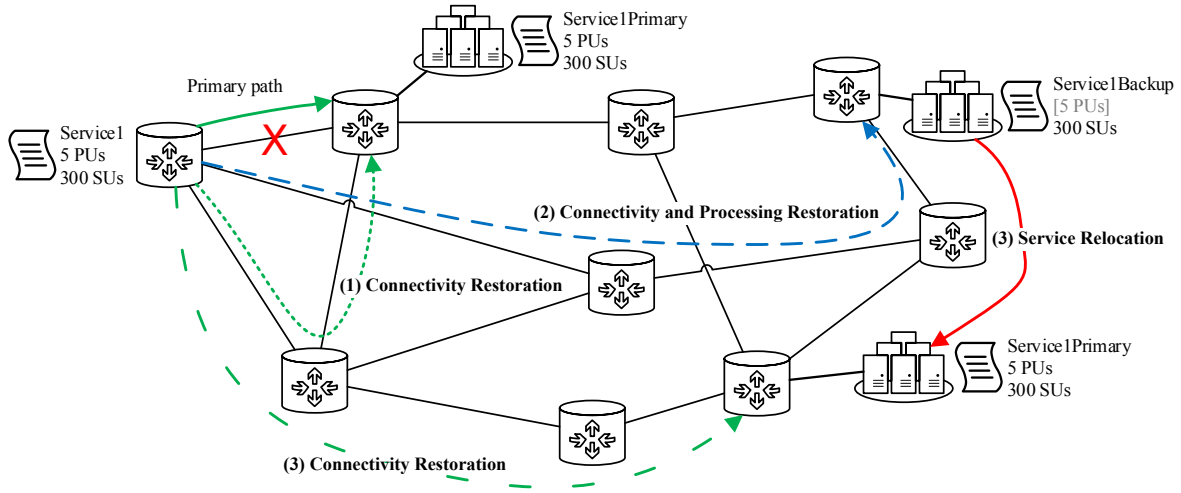 Service1Primary
5 PUs
300 SUs
Primary path
Service1Backup
[5 PUs]
300 SUs
Service1
5 PUs
300 SUs
X
(2) Connectivity and Processing Restoration
(3) Service Relocation
(1) Connectivity Restoration
Service1Primary
5 PUs
300 SUs
(3) Connectivity Restoration